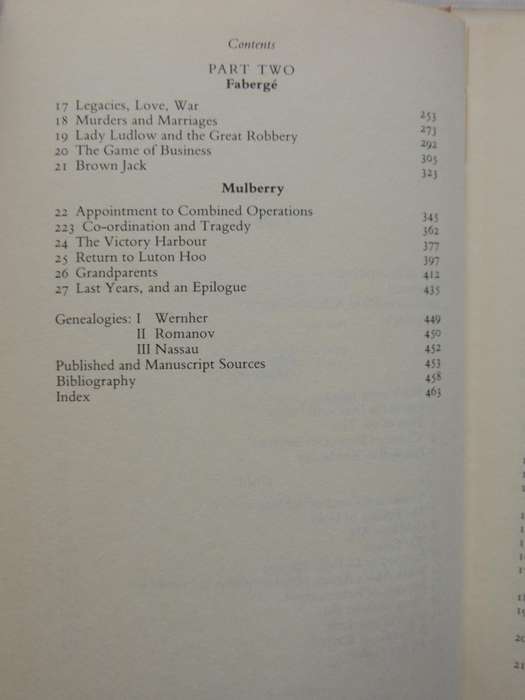 Contents
PART TWO
Fabergé
17 Legacies, Love, War 253
18 Murders and Marriages 273
19 Lady Ludlow and the Great Robbery 292
20 The Game of Business 305
21 Brown Jack 323
Mulberry
22 Appointment to Combined Operations 345
223 Co-ordination and Tragedy 362
24 The Victory Harbour 377
25 Return to Luton Hoo 397
26 Grandparents 412
27 Last Years, and an Epilogue 435
Genealogies: I Wernher 449
II Romanov 450
III Nassau 452
Published and Manuscript Sources 453
Bibliography 458
Index 463